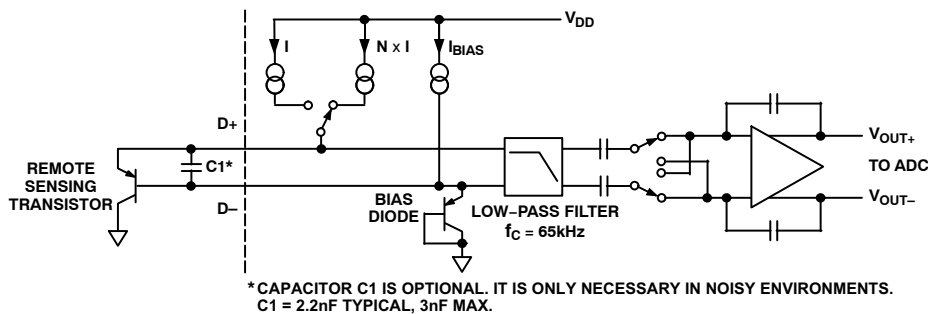 V_DD
I
N x I
I_BIAS
D+
C1*
REMOTE
SENSING
TRANSISTOR
D−
BIAS
DIODE
LOW−PASS FILTER
f_C = 65kHz
V_OUT+
TO ADC
V_OUT−
* CAPACITOR C1 IS OPTIONAL. IT IS ONLY NECESSARY IN NOISY ENVIRONMENTS.
C1 = 2.2nF TYPICAL, 3nF MAX.